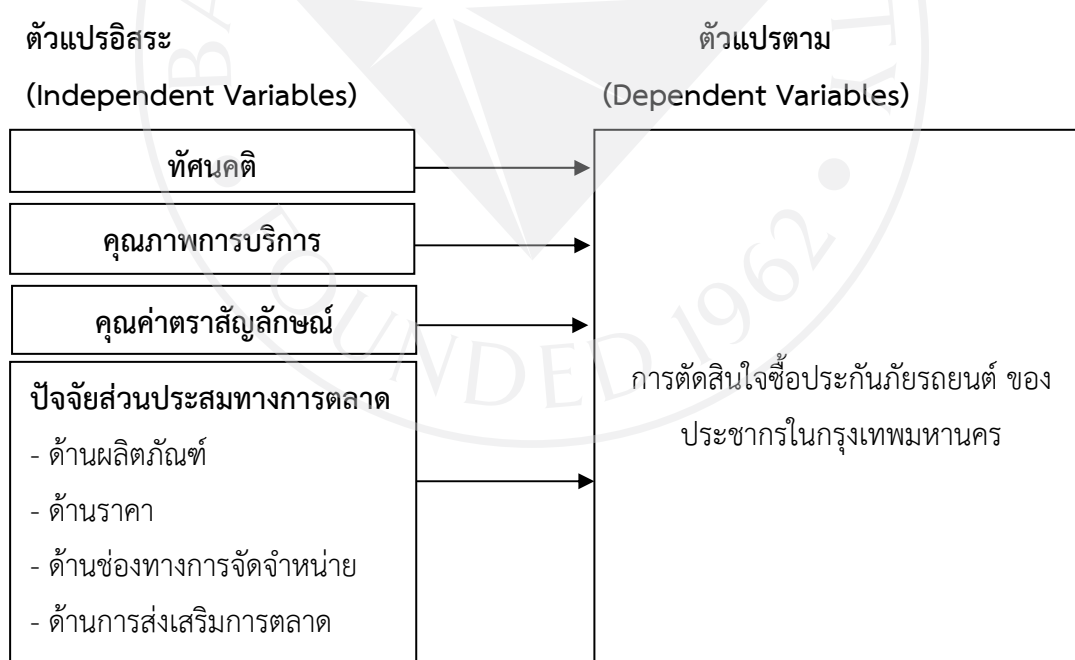 ตัวแปรอิสระ
(Independent Variables)
ตัวแปรตาม
(Dependent Variables)
ทัศนคติ
คุณภาพการบริการ
คุณค่าตราสัญลักษณ์
ปัจจัยส่วนประสมทางการตลาด
- ด้านผลิตภัณฑ์
- ด้านราคา
- ด้านช่องทางการจัดจำหน่าย
- ด้านการส่งเสริมการตลาด
การตัดสินใจซื้อประกันภัยรถยนต์ ของ
ประชากรในกรุงเทพมหานคร
FOUNDED 1962